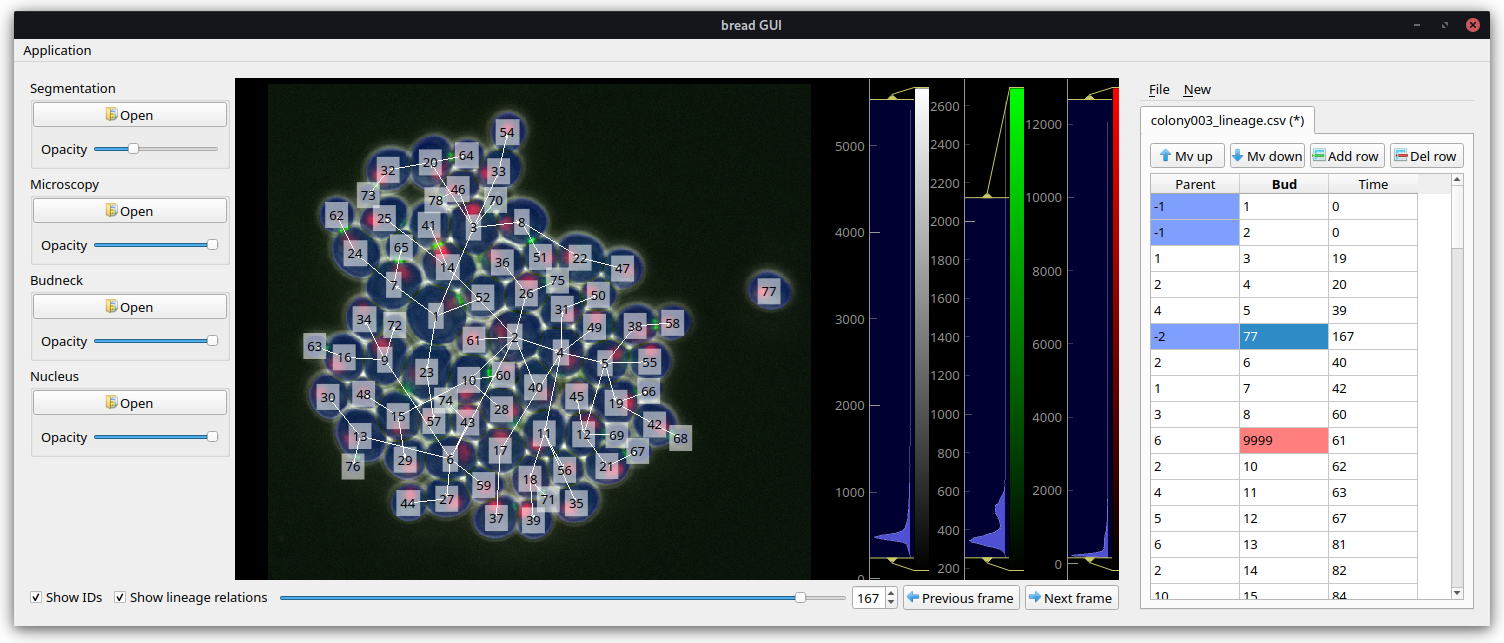 bread GUI
Application
Segmentation
Open
Opacity
Microscopy
Open
Opacity
Budneck
Open
Opacity
Nucleus
Open
Opacity
54
64
20
32
33
46
73
78
70
62
25
41
3
8
65
24
14
36
51
22
47
75
7
26
52
50
31
1
34
72
49
38
58
61
2
63
16
9
4
5
55
23
10
60
40
30
48
74
45
66
28
19
15
57
43
42
11
12
69
68
13
17
67
29
6
76
56
21
18
59
44
27
71
35
37
39
77
5000
4000
3000
2000
1000
0
2600
2400
2200
2000
1800
1600
1400
1200
1000
800
600
400
200
12000
10000
8000
6000
4000
2000
0
Show IDs
Show lineage relations
167
Previous frame
Next frame
File New
colony003_lineage.csv (*)
Mv up Mv down Add row Del row
Parent Bud Time
-1 1 0
-1 2 0
1 3 19
2 4 20
4 5 39
-2 77 167
2 6 40
1 7 42
3 8 60
6 9999 61
2 10 62
4 11 63
5 12 67
6 13 81
2 14 82
10 15 84